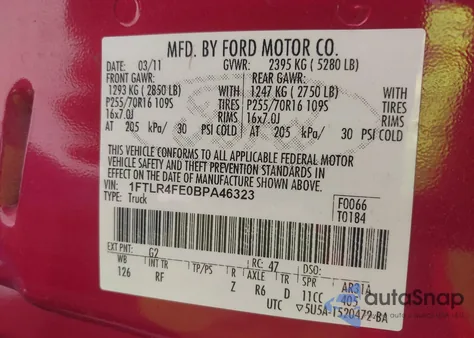 MFD. BY FORD MOTOR CO.
DATE: 03/11 GVWR: 2395 KG ( 5280 LB)
FRONT GAWR: REAR GAWR:
1293 KG ( 2850 LB) 1247 KG ( 2750 LB)
P255/70R16 109S TIRES P255/70R16 109S
16x7.0J RIMS 16x7.0J
AT 205 kPa/ 30 PSI COLD AT 205 kPa/ 30 PSI COLD
THIS VEHICLE CONFORMS TO ALL APPLICABLE FEDERAL MOTOR
VEHICLE SAFETY AND THEFT PREVENTION STANDARDS IN
EFFECT ON THE DATE OF MANUFACTURE SHOWN ABOVE.
VIN: 1FTLR4FE0BPA46323 F0066
TYPE: Truck T0184
EXT PNT: G2 RC: 47 DSO:
WB INT TR TP/PS R AXLE TR SPR AR31A
126 RF Z R6 D 11CC 405
UTC ▽5U5A-1520472-BA
autoSnap